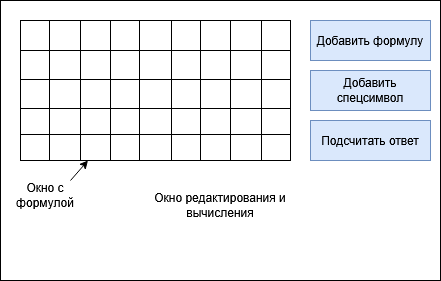 Добавить формулу
Добавить
спецсимвол
Подсчитать ответ
Окно с
формулой
Окно редактирования и
вычисления